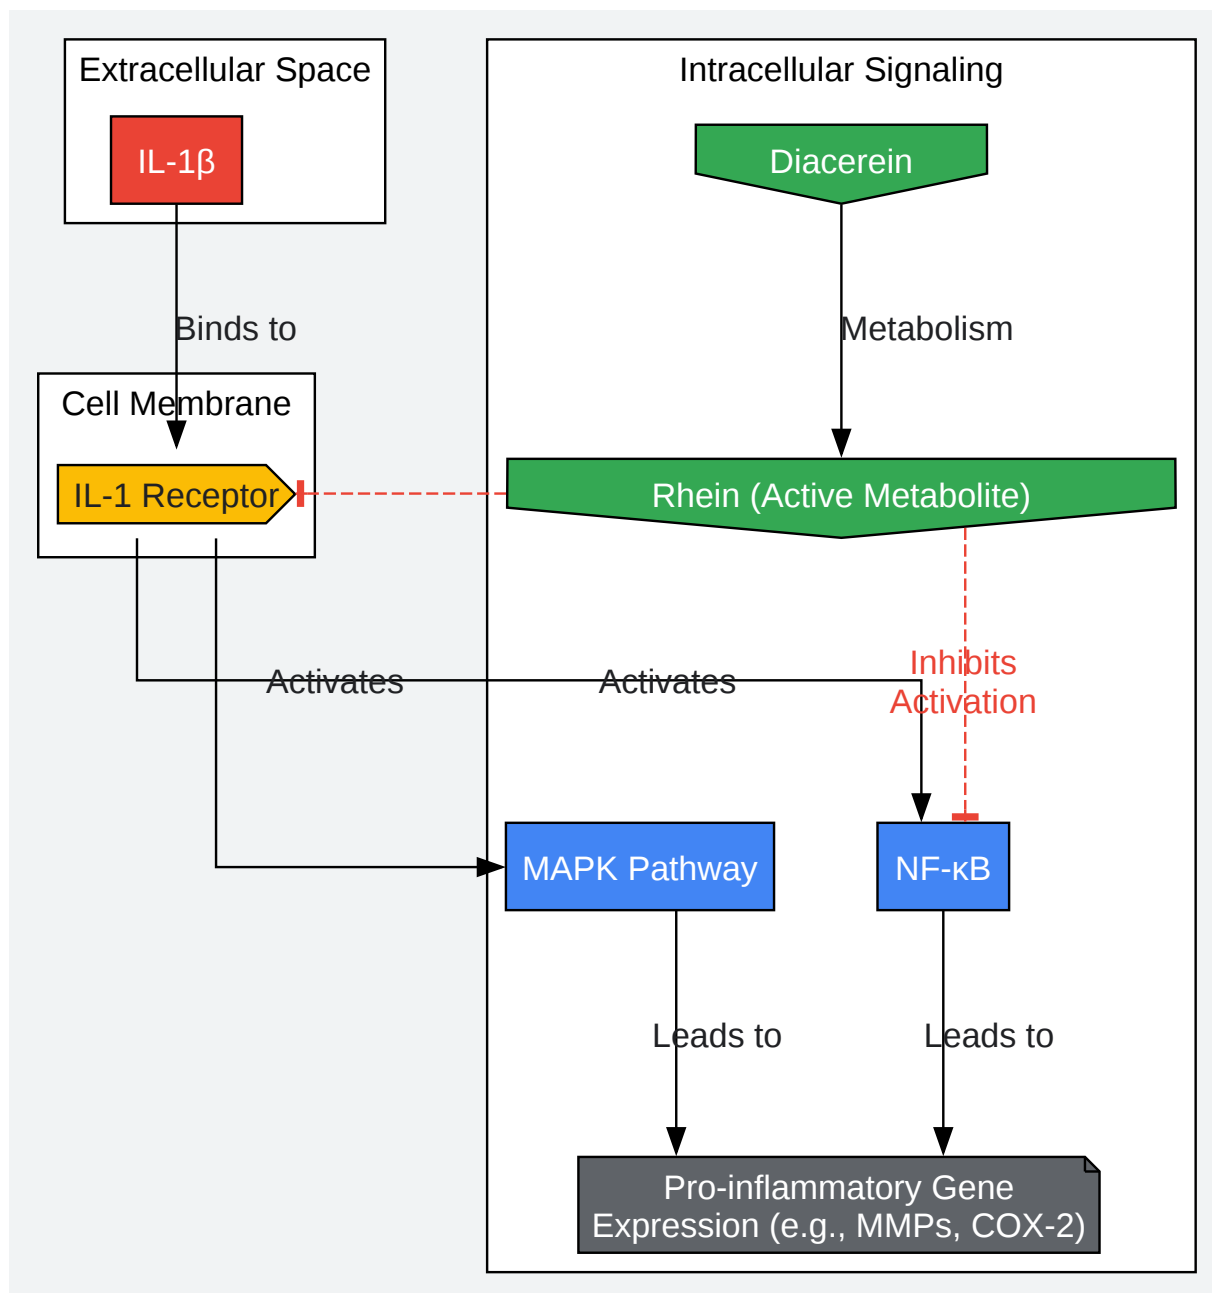 Extracellular Space
IL-1β
Intracellular Signaling
Diacerein
Binds to
Metabolism
Cell Membrane
IL-1 Receptor
Rhein (Active Metabolite)
Activates
Activates
Inhibits
Activation
MAPK Pathway
NF-κB
Leads to
Leads to
Pro-inflammatory Gene
Expression (e.g., MMPs, COX-2)